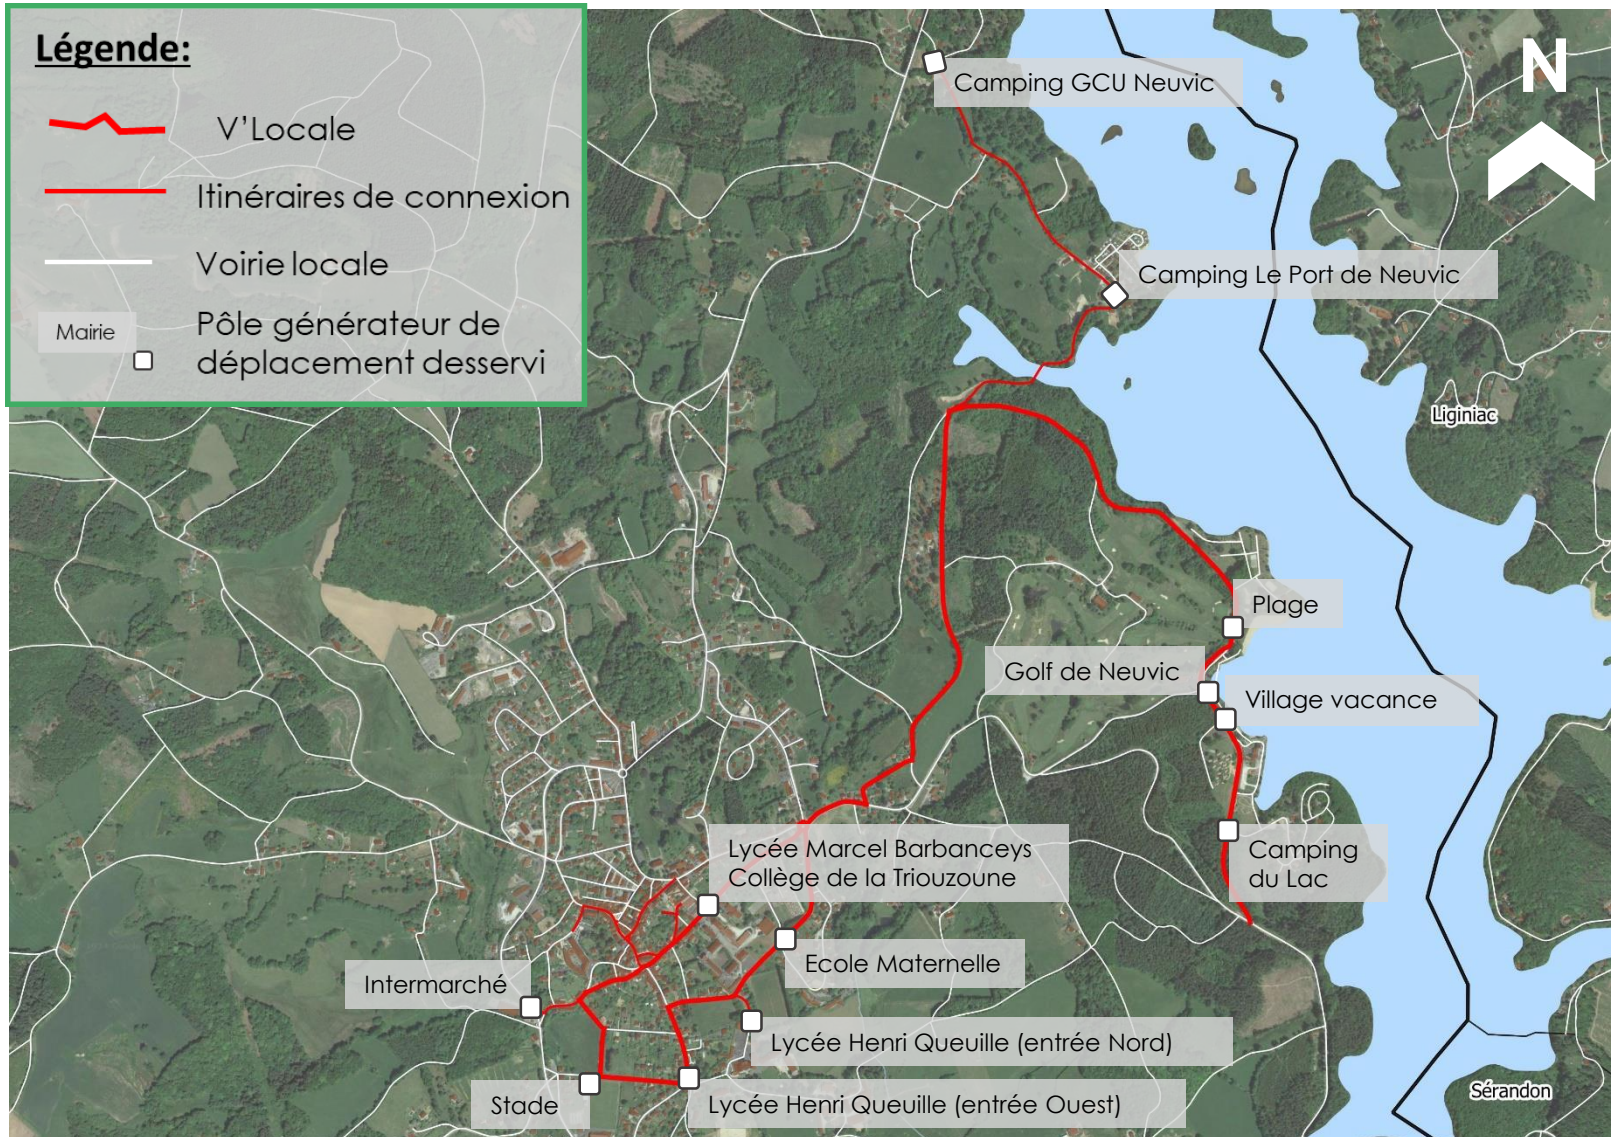 Légende:
V'Locale
Itinéraires de connexion
Voirie locale
Mairie
Pôle générateur de
déplacement desservi
N
Camping GCU Neuvic
Camping Le Port de Neuvic
Liginiac
Plage
Golf de Neuvic
Village vacance
Lycée Marcel Barbanceys
Collège de la Triouzoune
Camping
du Lac
Ecole Maternelle
Intermarché
Lycée Henri Queuille (entrée Nord)
Stade
Lycée Henri Queuille (entrée Ouest)
Sérandon